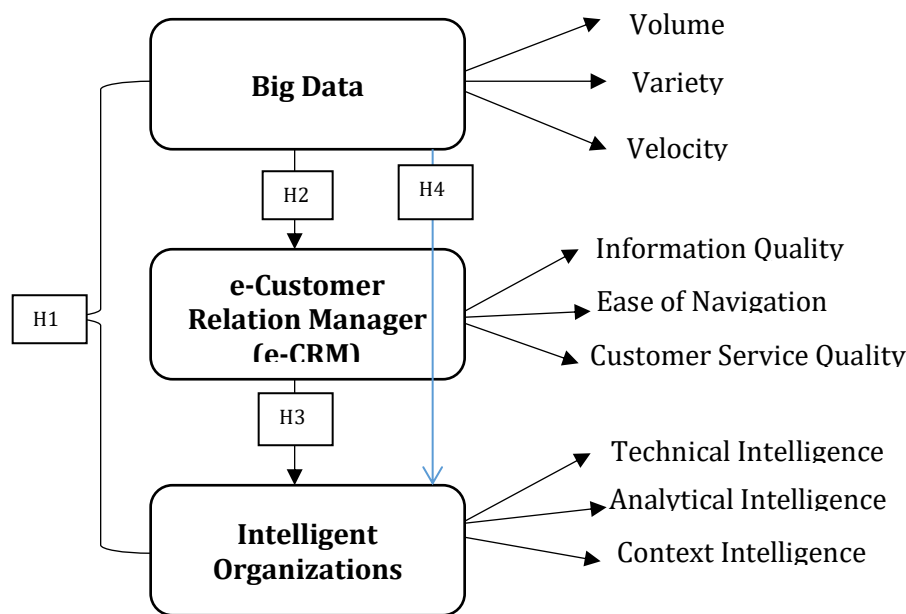 Big Data
Volume
Variety
Velocity
H2
H4
e-Customer
Relation Manager
(e-CRM)
Information Quality
Ease of Navigation
Customer Service Quality
H1
H3
Intelligent
Organizations
Technical Intelligence
Analytical Intelligence
Context Intelligence